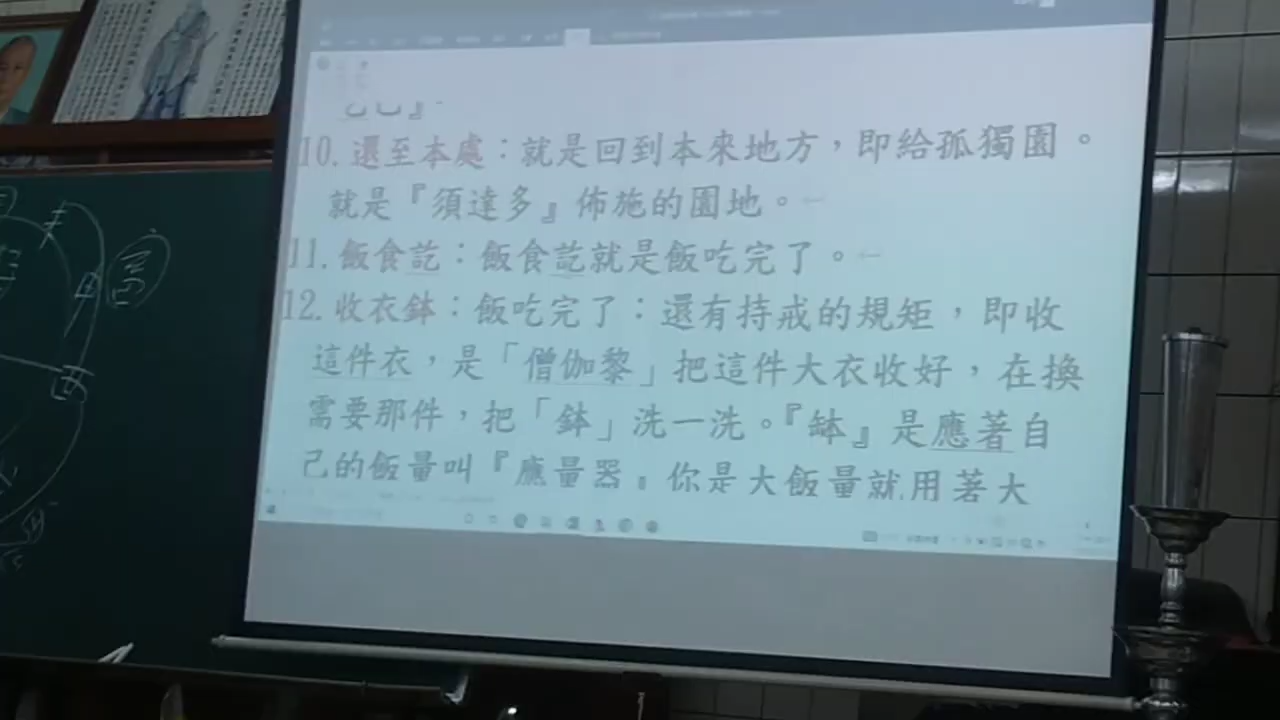 10. 還至本處：就是回到本來地方，即給孤獨園。
就是『須達多』佈施的園地。
11. 飯食訖：飯食訖就是飯吃完了。
12. 收衣鉢：飯吃完了：還有持戒的規矩，即收
這件衣，是「僧伽黎」把這件大衣收好，在換
需要那件，把「鉢」洗一洗。『缽』是應著自
己的飯量叫『應量器』你是大飯量就用著大